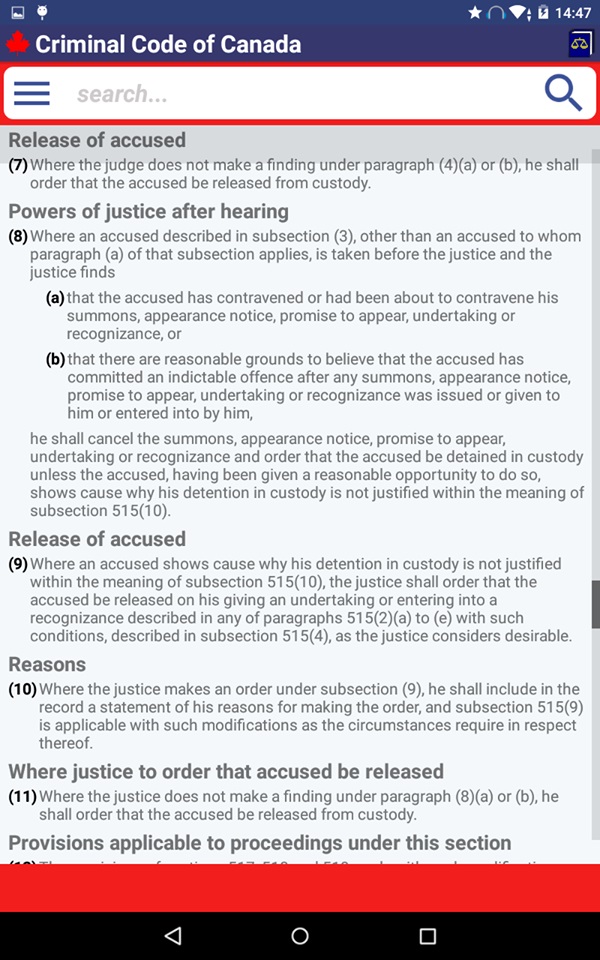 14:47
Criminal Code of Canada
search...
Release of accused
(7) Where the judge does not make a finding under paragraph (4)(a) or (b), he shall
order that the accused be released from custody.
Powers of justice after hearing
(8) Where an accused described in subsection (3), other than an accused to whom
paragraph (a) of that subsection applies, is taken before the justice and the
justice finds
(a) that the accused has contravened or had been about to contravene his
summons, appearance notice, promise to appear, undertaking or
recognizance, or
(b) that there are reasonable grounds to believe that the accused has
committed an indictable offence after any summons, appearance notice,
promise to appear, undertaking or recognizance was issued or given to
him or entered into by him,
he shall cancel the summons, appearance notice, promise to appear,
undertaking or recognizance and order that the accused be detained in custody
unless the accused, having been given a reasonable opportunity to do so,
shows cause why his detention in custody is not justified within the meaning of
subsection 515(10).
Release of accused
(9) Where an accused shows cause why his detention in custody is not justified
within the meaning of subsection 515(10), the justice shall order that the
accused be released on his giving an undertaking or entering into a
recognizance described in any of paragraphs 515(2)(a) to (e) with such
conditions, described in subsection 515(4), as the justice considers desirable.
Reasons
(10) Where the justice makes an order under subsection (9), he shall include in the
record a statement of his reasons for making the order, and subsection 515(9)
is applicable with such modifications as the circumstances require in respect
thereof.
Where justice to order that accused be released
(11) Where the justice does not make a finding under paragraph (8)(a) or (b), he
shall order that the accused be released from custody.
Provisions applicable to proceedings under this section